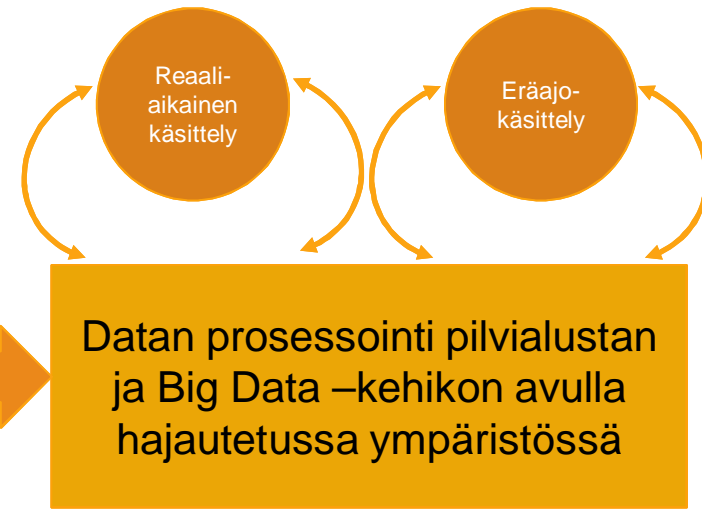 Reaali-
aikainen
käsittely
Eräajo-
käsittely
Datan prosessointi pilvialustan
ja Big Data –kehikon avulla
hajautetussa ympäristössä